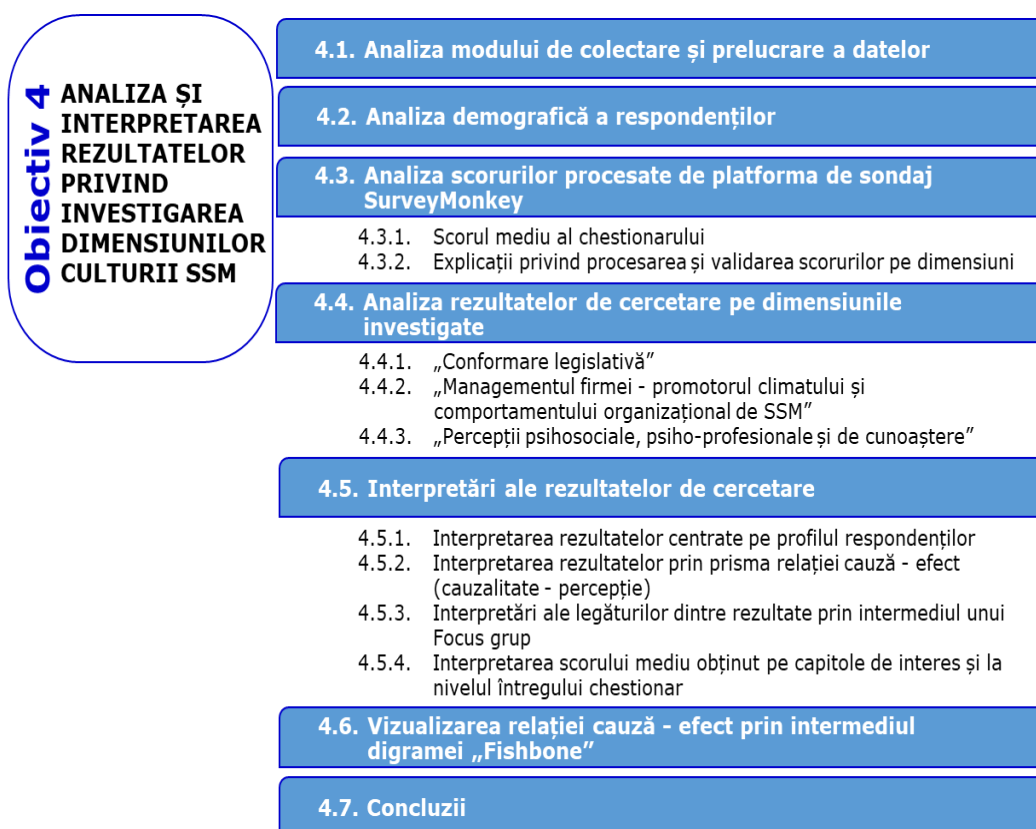 Obiectiv 4
ANALIZA ȘI
INTERPRETAREA
REZULTATELOR
PRIVIND
INVESTIGAREA
DIMENSIUNILOR
CULTURII SSM
4.1. Analiza modului de colectare și prelucrare a datelor
4.2. Analiza demografică a respondenților
4.3. Analiza scorurilor procesate de platforma de sondaj
SurveyMonkey
4.3.1. Scorul mediu al chestionarului
4.3.2. Explicații privind procesarea și validarea scorurilor pe dimensiuni
4.4. Analiza rezultatelor de cercetare pe dimensiunile
investigate
4.4.1. „Conformare legislativă”
4.4.2. „Managementul firmei - promotorul climatului și
comportamentului organizațional de SSM”
4.4.3. „Percepții psihosociale, psiho-profesionale și de cunoaștere”
4.5. Interpretări ale rezultatelor de cercetare
4.5.1. Interpretarea rezultatelor centrate pe profilul respondenților
4.5.2. Interpretarea rezultatelor prin prisma relației cauză - efect
(cauzalitate - percepție)
4.5.3. Interpretări ale legăturilor dintre rezultate prin intermediul unui
Focus grup
4.5.4. Interpretarea scorului mediu obținut pe capitole de interes și la
nivelul întregului chestionar
4.6. Vizualizarea relației cauză - efect prin intermediul
digramei „Fishbone”
4.7. Concluzii